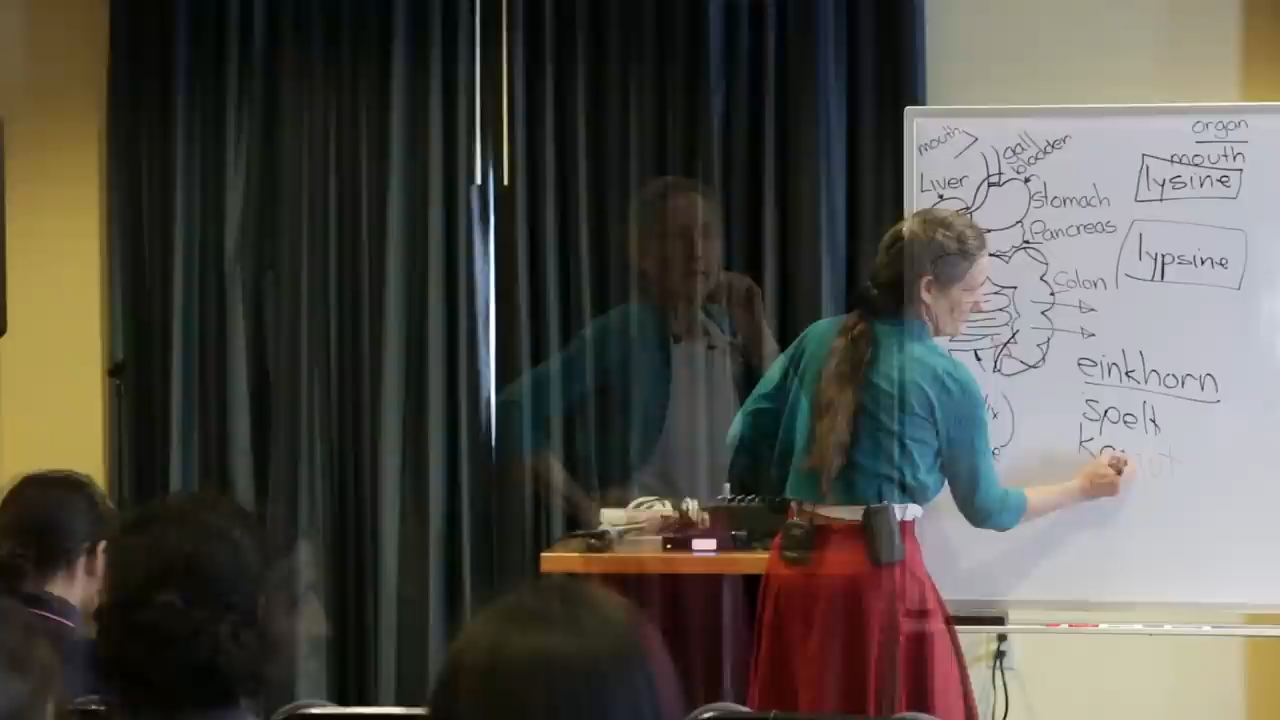 mouth
gall
bladder
Liver
Stomach
Pancreas
Colon
organ
mouth
lysine
lypsine
einkhorn
spelt